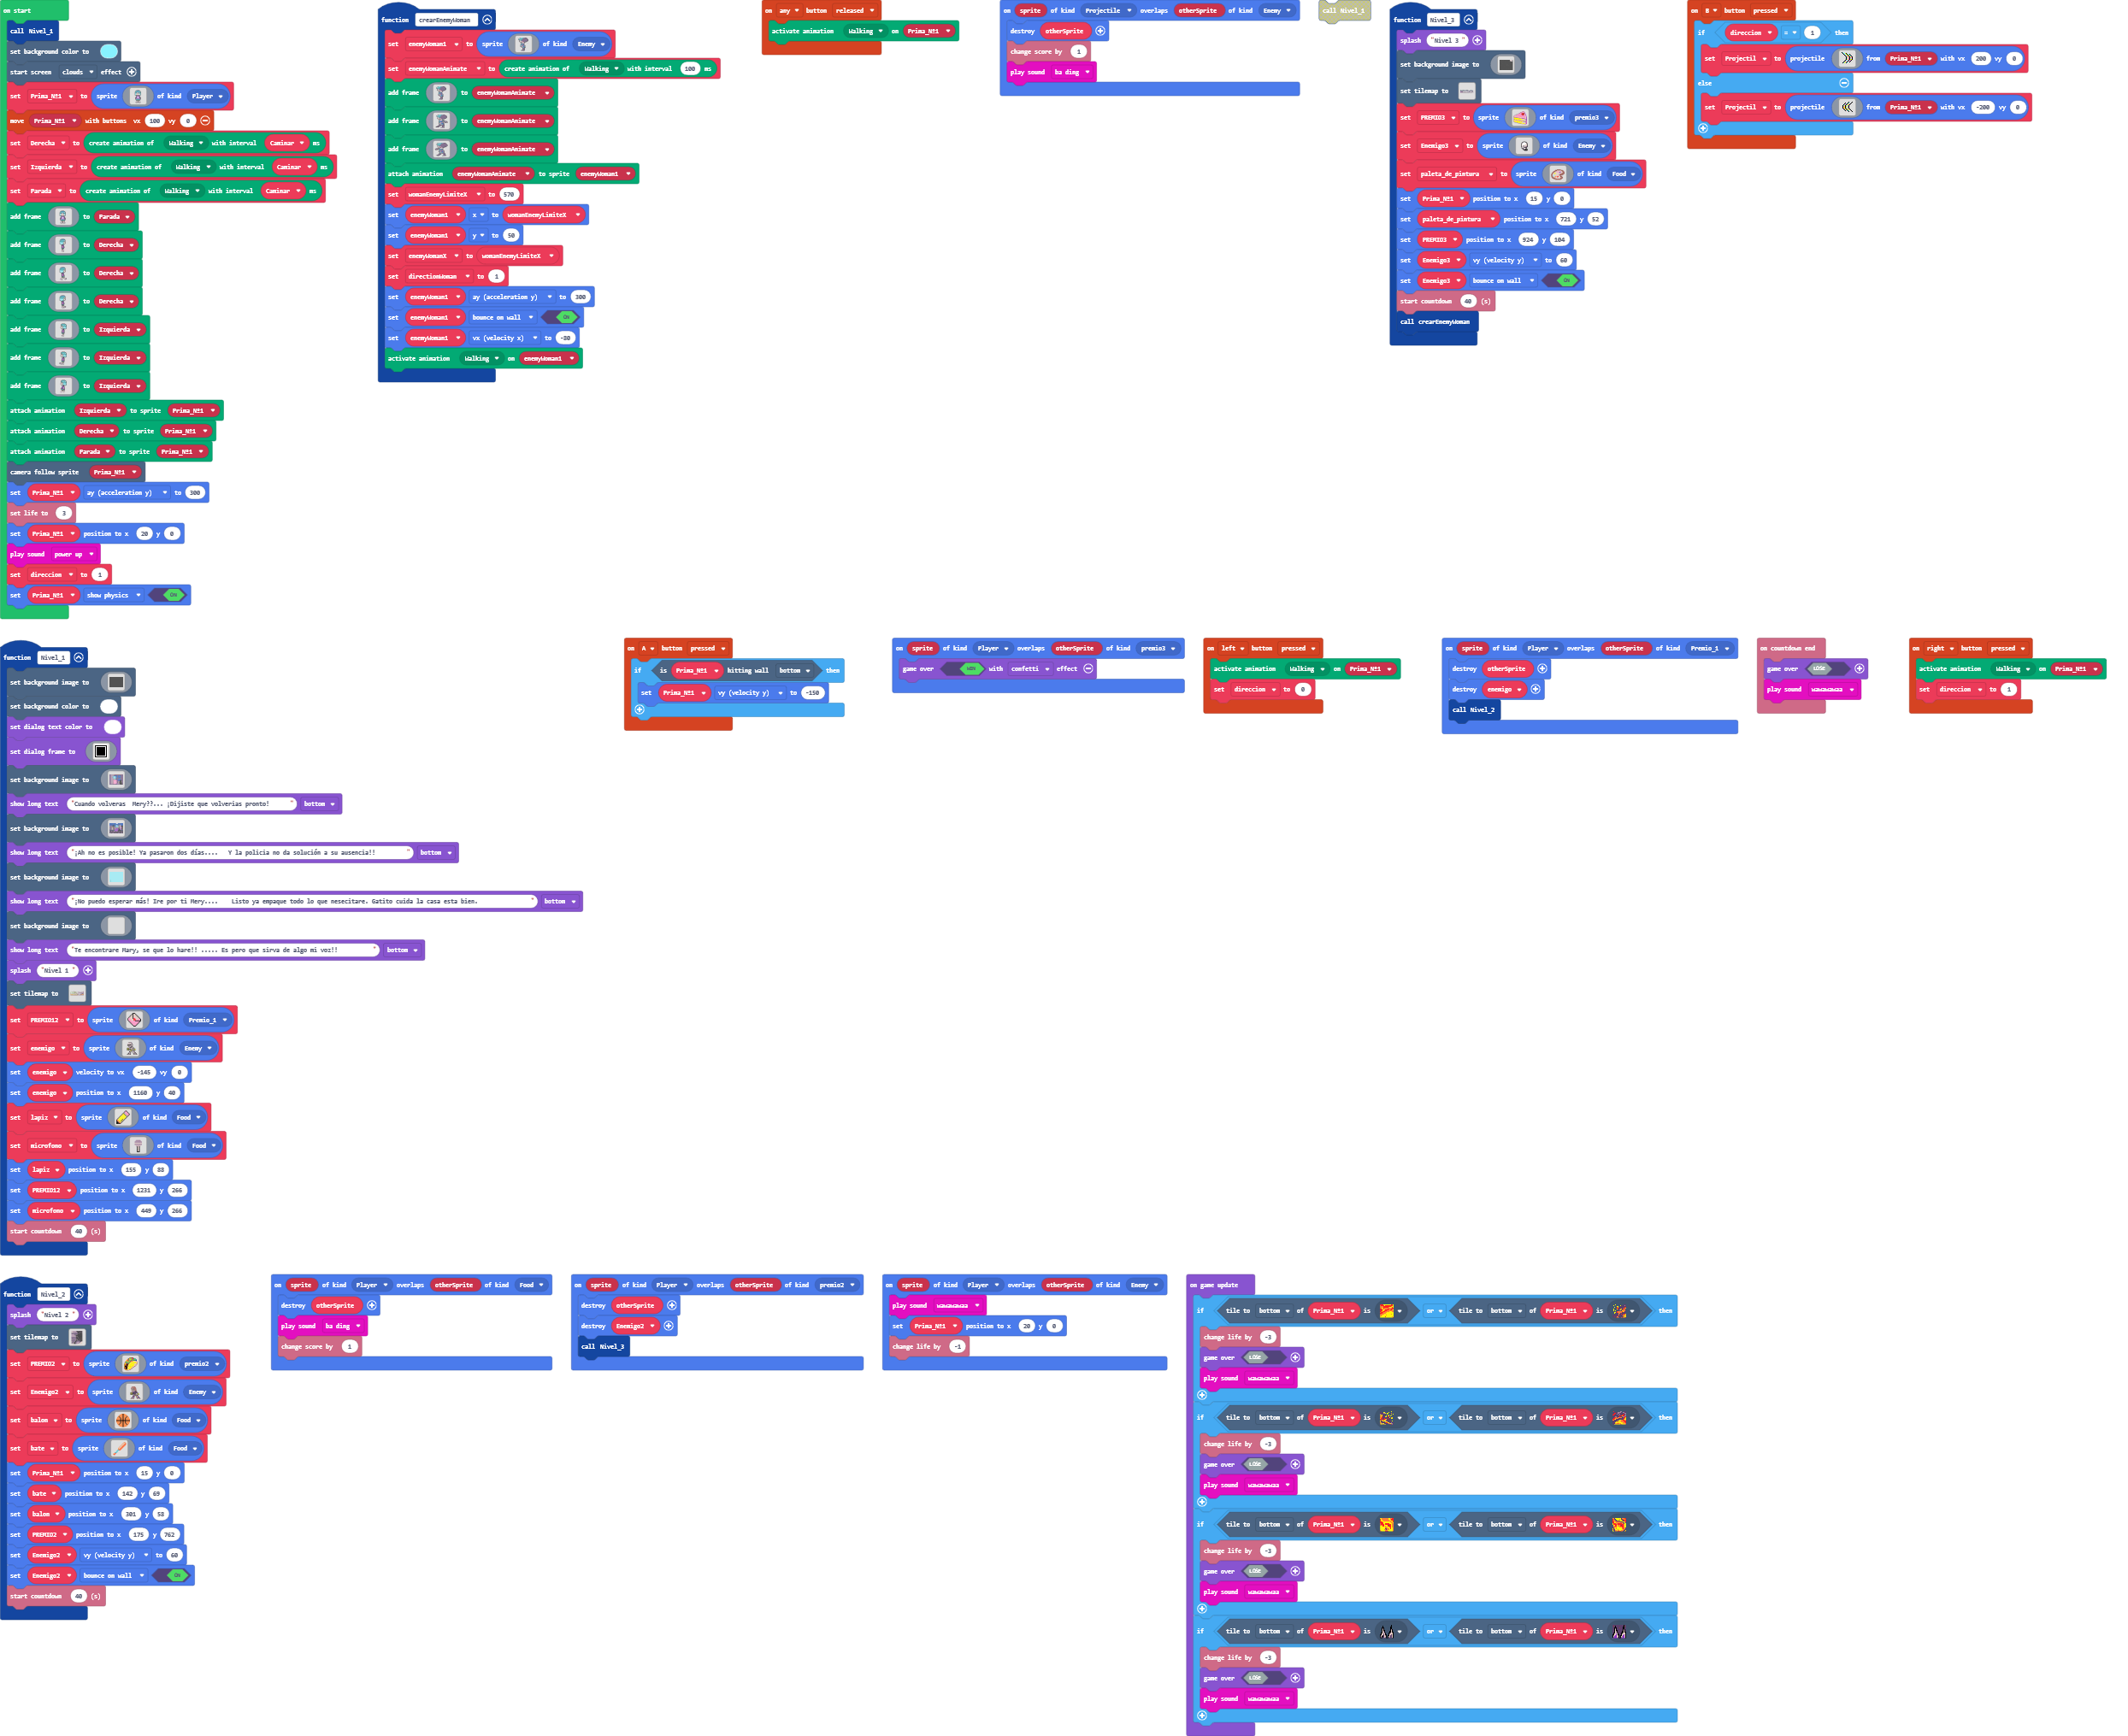 on start
call Nivel_1
set background color to
start screen clouds effect
set Prima_Nº1 to sprite of kind Player
move Prima_Nº1 with buttons vx 100 vy 0
set Derecha to create animation of Walking with interval Caminar ms
set Izquierda to create animation of Walking with interval Caminar ms
set Parada to create animation of Walking with interval Caminar ms
add frame to Parada
add frame to Derecha
add frame to Derecha
add frame to Derecha
add frame to Izquierda
add frame to Izquierda
add frame to Izquierda
attach animation Izquierda to sprite Prima_Nº1
attach animation Derecha to sprite Prima_Nº1
attach animation Parada to sprite Prima_Nº1
camera follow sprite Prima_Nº1
set Prima_Nº1 ay (acceleration y) to 300
set life to 3
set Prima_Nº1 position to x 20 y 0
play sound power up
set direccion to 1
set Prima_Nº1 show physics ON
function crearEnemyWoman
set enemyWoman1 to sprite of kind Enemy
set enemyWomanAnimate to create animation of Walking with interval 100 ms
add frame to enemyWomanAnimate
add frame to enemyWomanAnimate
add frame to enemyWomanAnimate
attach animation enemyWomanAnimate to sprite enemyWoman1
set womanEnemyLimiteX to 570
set enemyWoman1 x to womanEnemyLimiteX
set enemyWoman1 y to 50
set enemyWomanX to womanEnemyLimiteX
set directionWoman to 1
set enemyWoman1 ay (acceleration y) to 300
set enemyWoman1 bounce on wall ON
set enemyWoman1 vx (velocity x) to -80
activate animation Walking on enemyWoman1
on any button released
activate animation Walking on Prima_Nº1
on sprite of kind Projectile overlaps otherSprite of kind Enemy
destroy otherSprite
change score by 1
play sound ba ding
call Nivel_1
function Nivel_3
splash "Nivel 3 "
set background image to
set tilemap to
set PREMIO3 to sprite of kind premio3
set Enemigo3 to sprite of kind Enemy
set paleta_de_pintura to sprite of kind Food
set Prima_Nº1 position to x 15 y 0
set paleta_de_pintura position to x 721 y 52
set PREMIO3 position to x 924 y 184
set Enemigo3 vy (velocity y) to 60
set Enemigo3 bounce on wall ON
start countdown 40 (s)
call crearEnemyWoman
on B button pressed
if direccion = 1 then
set Projectil to projectile from Prima_Nº1 with vx 200 vy 0
else
set Projectil to projectile from Prima_Nº1 with vx -200 vy 0
function Nivel_1
set background image to
set background color to
set dialog text color to
set dialog frame to
set background image to
show long text "Cuando volveras Mery??... ¡Dijiste que volverias pronto! " bottom
set background image to
show long text "¡Ah no es posible! Ya pasaron dos días.... Y la policia no da solución a su ausencia!! " bottom
set background image to
show long text "¡No puedo esperar más! Ire por ti Mery.... Listo ya empaque todo lo que nesecitare. Gatito cuida la casa esta bien. " bottom
set background image to
show long text "Te encontrare Mary, se que lo hare!! ..... Es pero que sirva de algo mi voz!! " bottom
splash "Nivel 1 "
set tilemap to
set PREMIO12 to sprite of kind Premio_1
set enemigo to sprite of kind Enemy
set enemigo velocity to vx -145 vy 0
set enemigo position to x 1160 y 40
set lapiz to sprite of kind Food
set microfono to sprite of kind Food
set lapiz position to x 155 y 88
set PREMIO12 position to x 1231 y 266
set microfono position to x 449 y 266
start countdown 40 (s)
on A button pressed
if is Prima_Nº1 hitting wall bottom then
set Prima_Nº1 vy (velocity y) to -150
on sprite of kind Player overlaps otherSprite of kind premio3
game over WIN with confetti effect
on left button pressed
activate animation Walking on Prima_Nº1
set direccion to 0
on sprite of kind Player overlaps otherSprite of kind Premio_1
destroy otherSprite
destroy enemigo
call Nivel_2
on countdown end
game over LOSE
play sound wawawawaa
on right button pressed
activate animation Walking on Prima_Nº1
set direccion to 1
function Nivel_2
splash "Nivel 2 "
set tilemap to
set PREMIO2 to sprite of kind premio2
set Enemigo2 to sprite of kind Enemy
set balon to sprite of kind Food
set bate to sprite of kind Food
set Prima_Nº1 position to x 15 y 0
set bate position to x 142 y 69
set balon position to x 301 y 58
set PREMIO2 position to x 175 y 762
set Enemigo2 vy (velocity y) to 60
set Enemigo2 bounce on wall ON
start countdown 40 (s)
on sprite of kind Player overlaps otherSprite of kind Food
destroy otherSprite
play sound ba ding
change score by 1
on sprite of kind Player overlaps otherSprite of kind premio2
destroy otherSprite
destroy Enemigo2
call Nivel_3
on sprite of kind Player overlaps otherSprite of kind Enemy
play sound wawawawaa
set Prima_Nº1 position to x 20 y 0
change life by -1
on game update
if tile to bottom of Prima_Nº1 is or tile to bottom of Prima_Nº1 is then
change life by -3
game over LOSE
play sound wawawawaa
if tile to bottom of Prima_Nº1 is or tile to bottom of Prima_Nº1 is then
change life by -3
game over LOSE
play sound wawawawaa
if tile to bottom of Prima_Nº1 is or tile to bottom of Prima_Nº1 is then
change life by -3
game over LOSE
play sound wawawawaa
if tile to bottom of Prima_Nº1 is or tile to bottom of Prima_Nº1 is then
change life by -3
game over LOSE
play sound wawawawaa